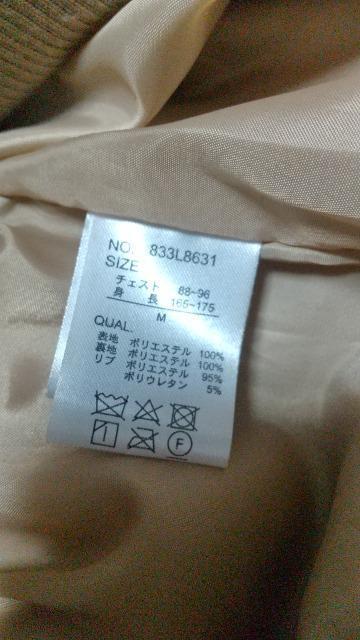 NO. 833L8631
SIZE
チェスト 88~96
身長 165~175
M
QUAL.
表地 ポリエステル 100%
裏地 ポリエステル 100%
リブ ポリエステル 95%
ポリウレタン 5%
F